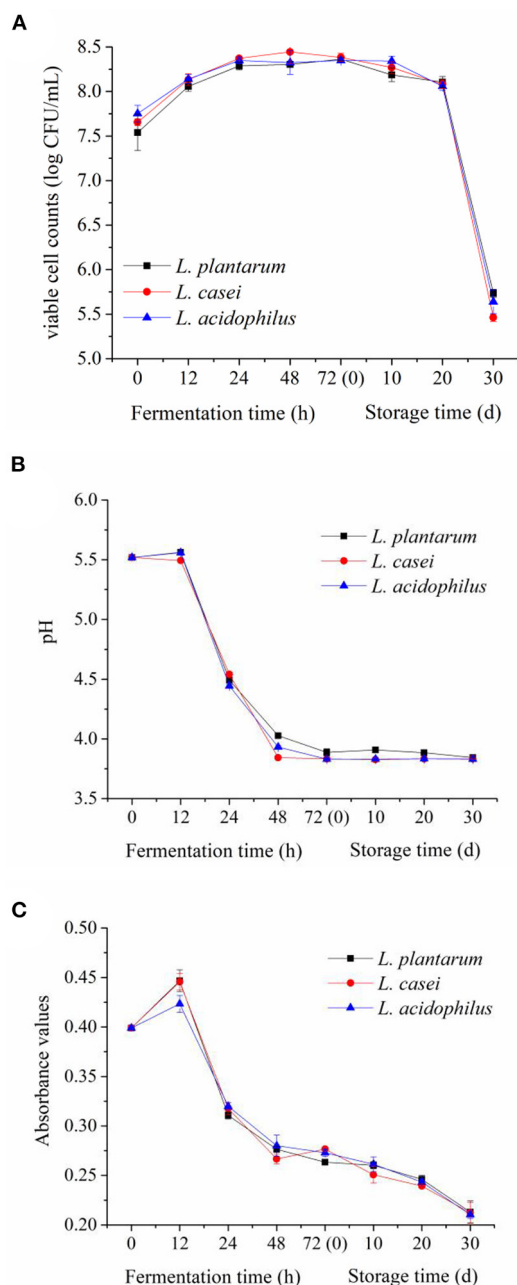 A
8.5
8.0
7.5
7.0
6.5
6.0
5.5
5.0
viable cell counts (log CFU/mL)
L. plantarum
L. casei
L. acidophilus
0 12 24 48 72 (0) 10 20 30
Fermentation time (h) Storage time (d)
B
6.0
5.5
5.0
4.5
4.0
3.5
pH
L. plantarum
L. casei
L. acidophilus
0 12 24 48 72 (0) 10 20 30
Fermentation time (h) Storage time (d)
C
0.50
0.45
0.40
0.35
0.30
0.25
0.20
Absorbance values
L. plantarum
L. casei
L. acidophilus
0 12 24 48 72 (0) 10 20 30
Fermentation time (h) Storage time (d)